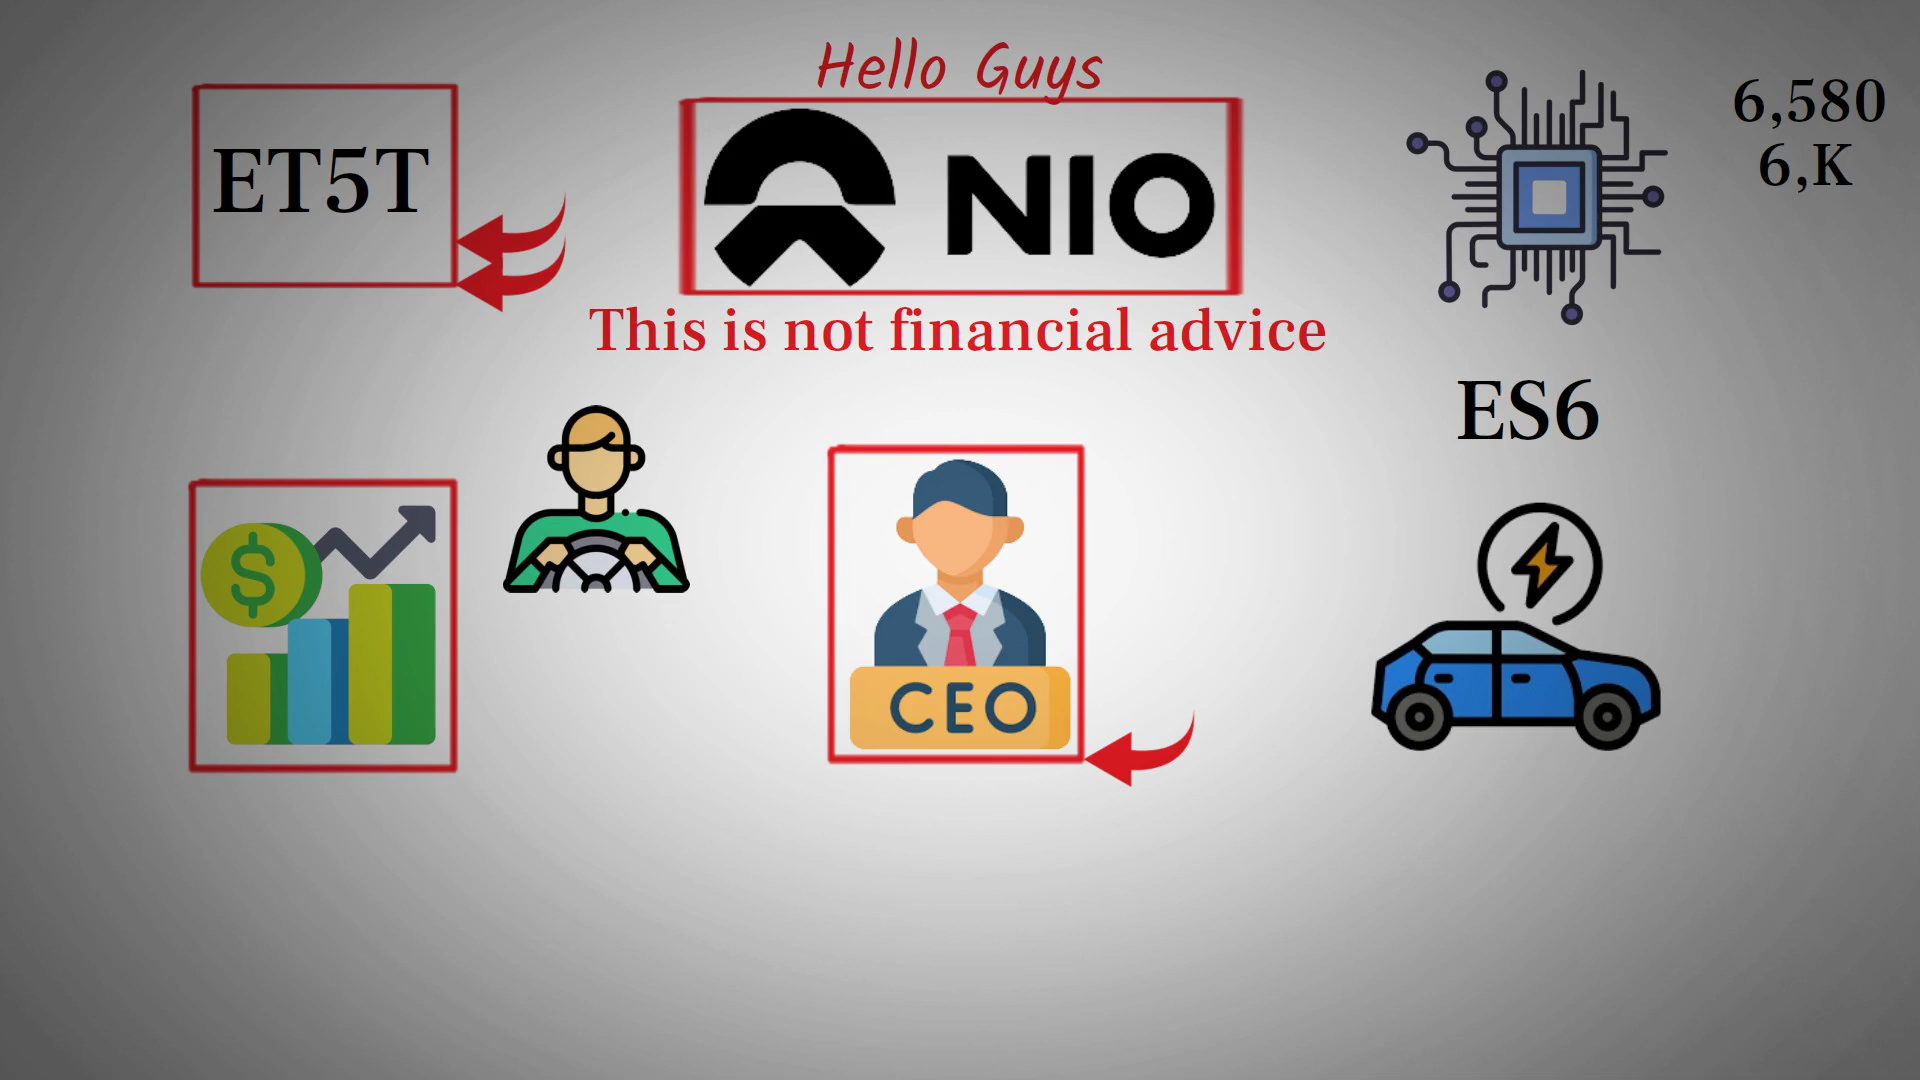 Hello Guys
ET5T
NIO
6,580
6,K
This is not financial advice
ES6
$
CEO